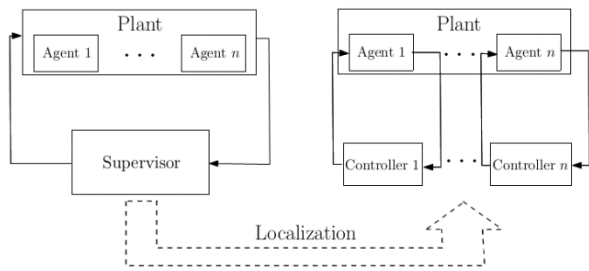 Plant
Agent 1 · · · Agent n
Supervisor
Plant
Agent 1 · · · Agent n
Controller 1 · · · Controller n
Localization